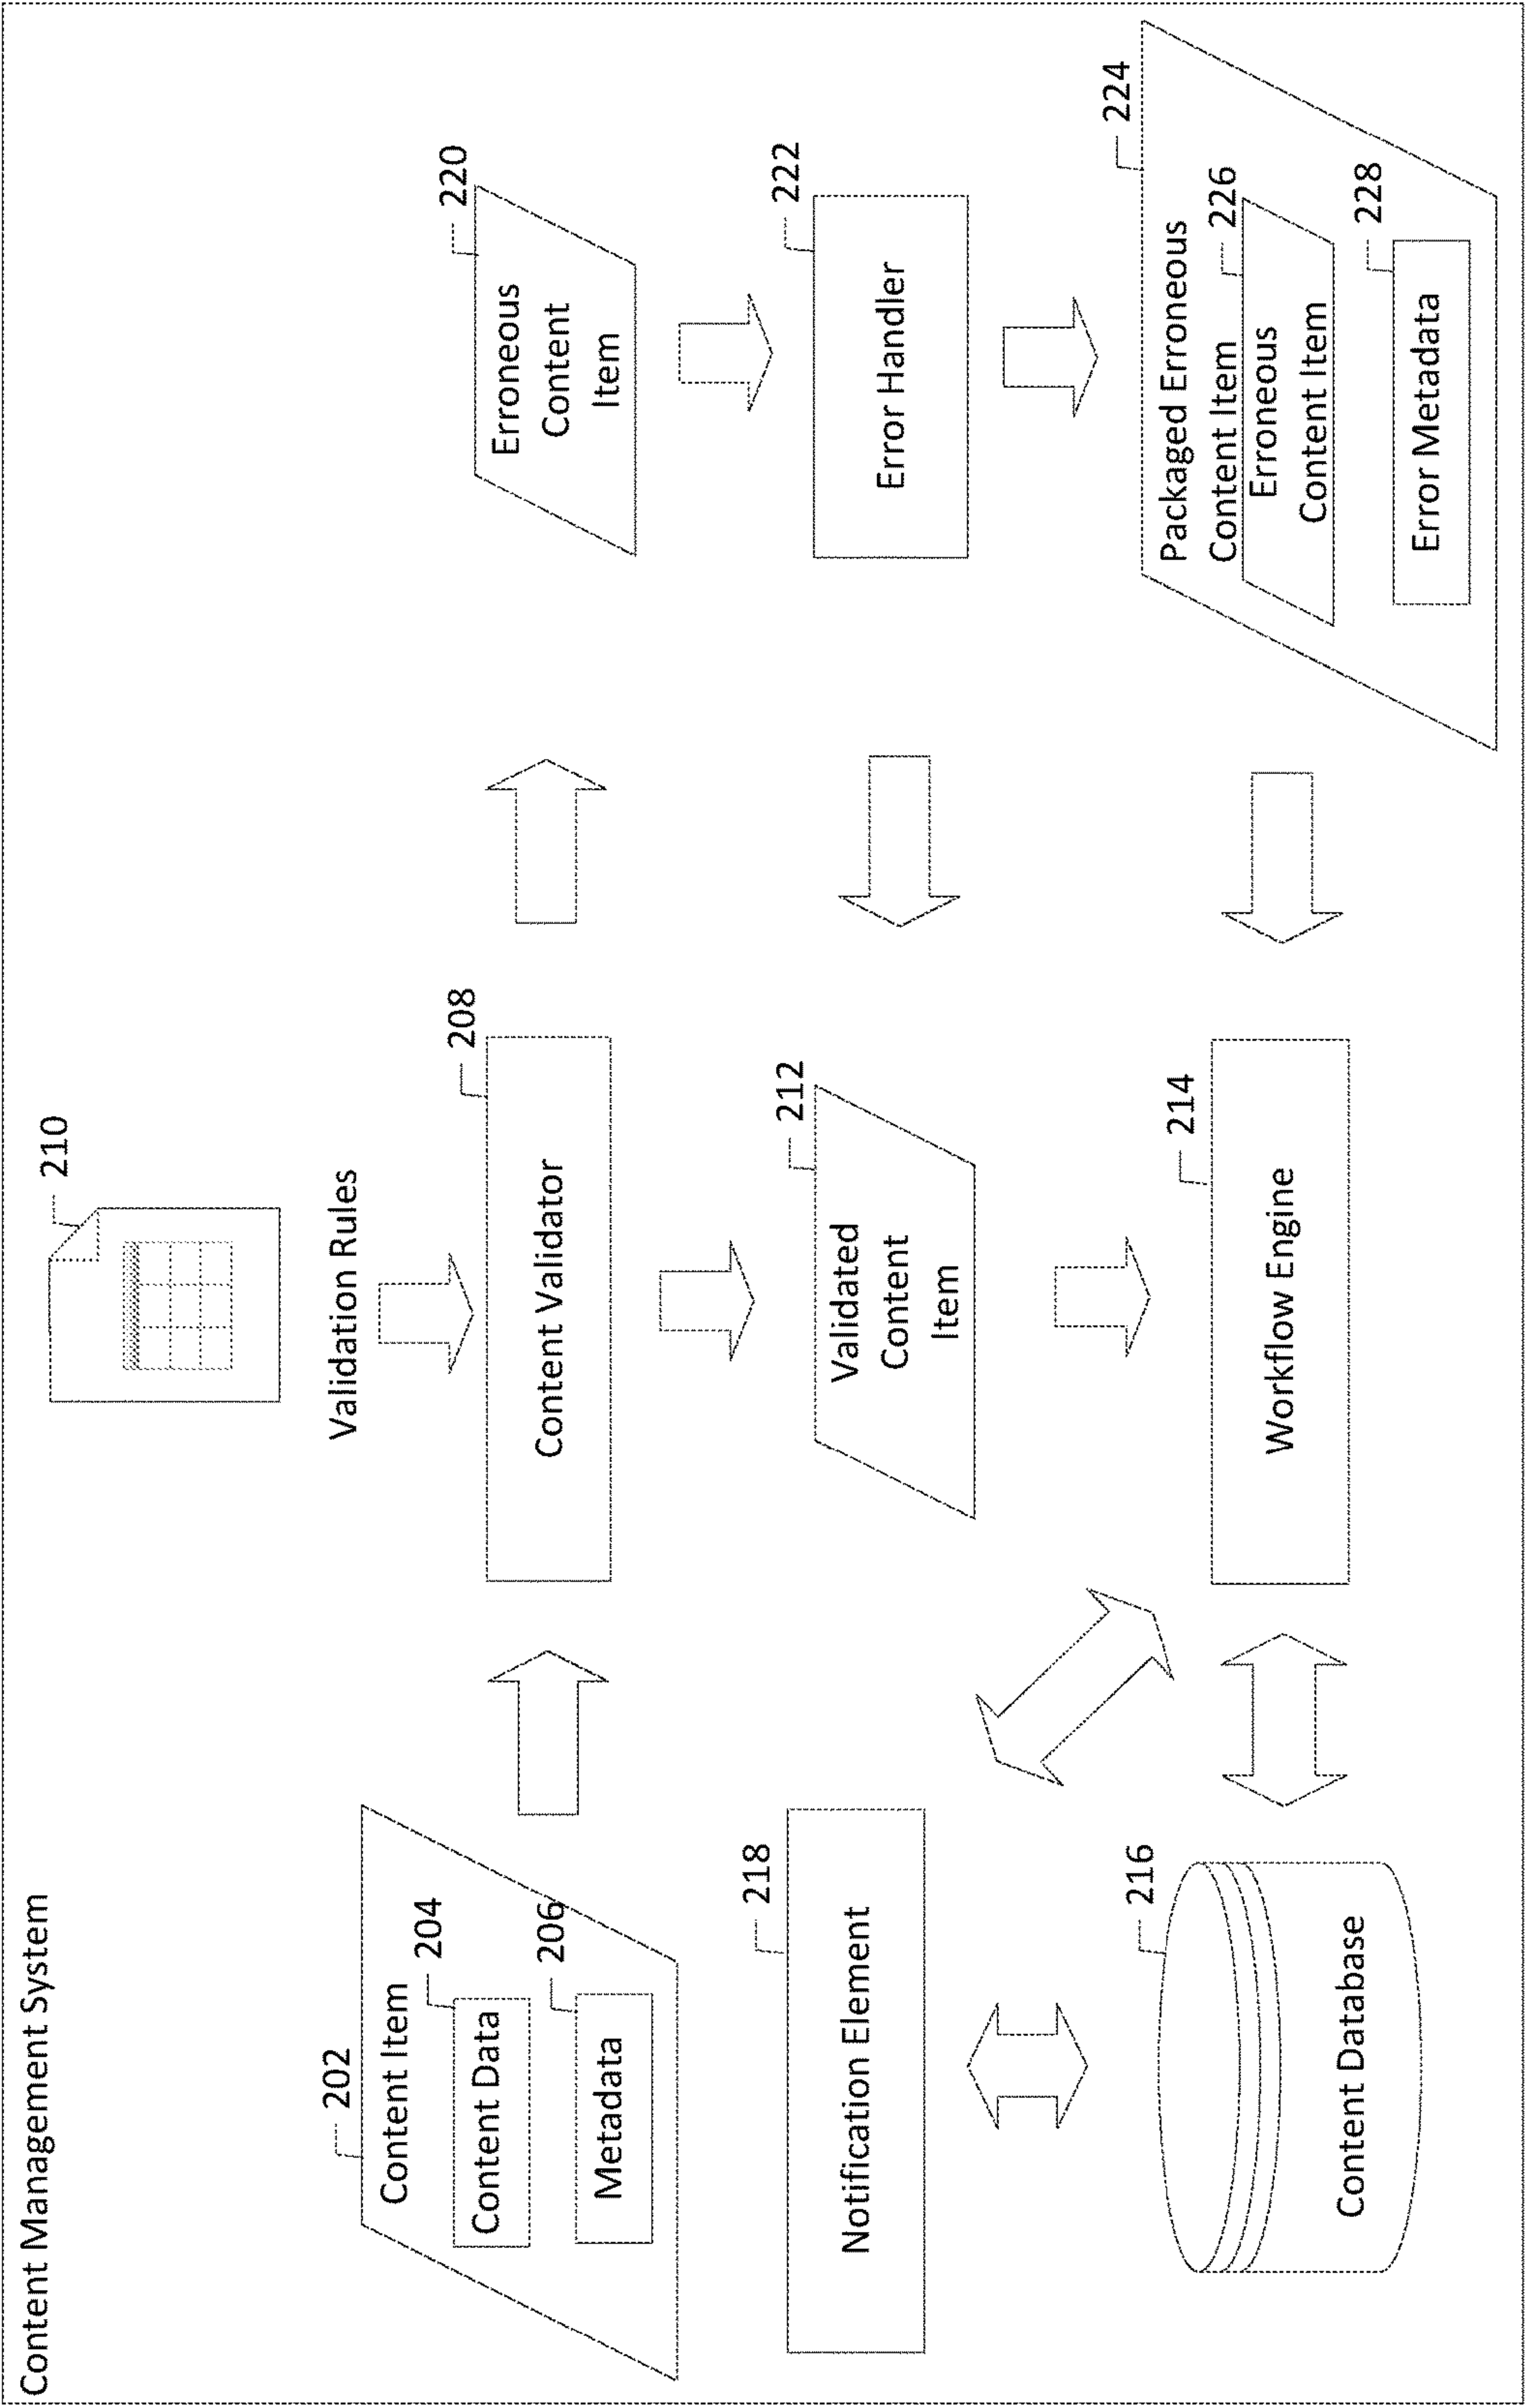 Content Management System
210
Validation Rules
202
Content Item
204
Content Data
206
Metadata
208
Content Validator
220
Erroneous
Content
Item
218
Notification Element
212
Validated
Content
Item
222
Error Handler
216
Content Database
214
Workflow Engine
224
Packaged Erroneous
Content Item
226
Erroneous
Content Item
228
Error Metadata